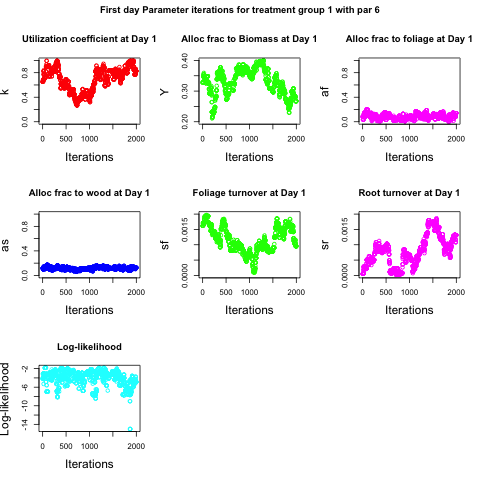 First day Parameter iterations for treatment group 1 with par 6
Utilization coefficient at Day 1
k
0.0 0.4 0.8
0 500 1000 2000
Iterations
Alloc frac to Biomass at Day 1
Y
0.20 0.30 0.40
0 500 1000 2000
Iterations
Alloc frac to foliage at Day 1
af
0.0 0.4 0.8
0 500 1000 2000
Iterations
Alloc frac to wood at Day 1
as
0.0 0.4 0.8
0 500 1000 2000
Iterations
Foliage turnover at Day 1
sf
0.0000 0.0015
0 500 1000 2000
Iterations
Root turnover at Day 1
sr
0.0000 0.0015
0 500 1000 2000
Iterations
Log-likelihood
Log-likelihood
-14 -10 -6 -2
0 500 1000 2000
Iterations